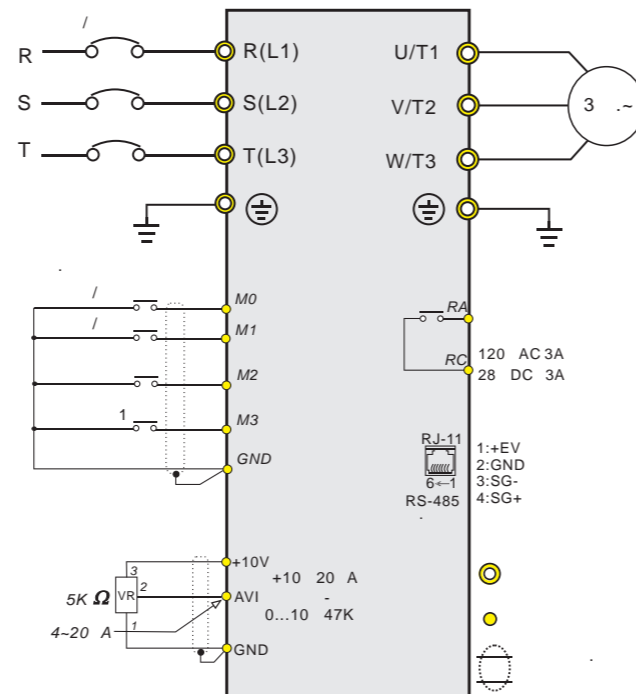 /
R R(L1) U/T1
S S(L2) V/T2 3 .~
T T(L3) W/T3
/ M0
/ M1
M2
1 M3
GND
RA
RC
120 AC 3A
28 DC 3A
RJ-11
6←1
RS-485
1:+EV
2:GND
3:SG-
4:SG+
+10V
3
5K Ω VR 2 AVI
1
4~20 A
GND
+10 20 A
-
0...10 47K